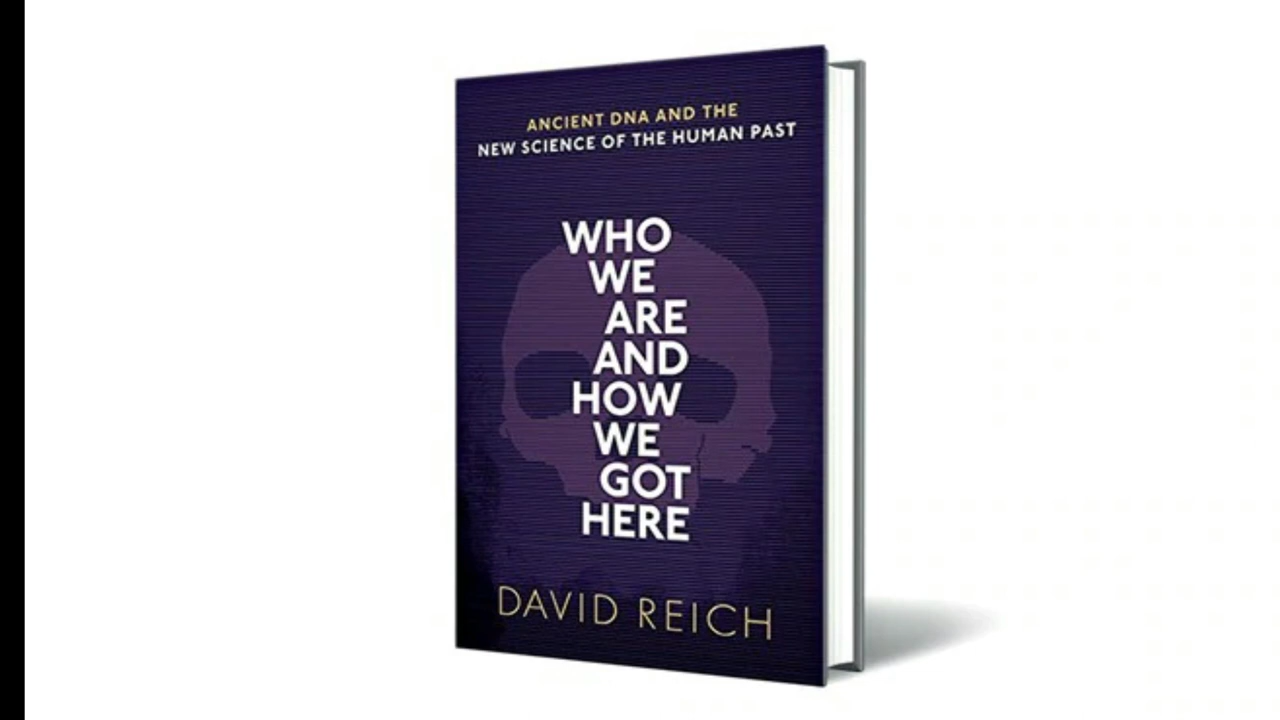 ANCIENT DNA AND THE
NEW SCIENCE OF THE HUMAN PAST
WHO
WE
ARE
AND
HOW
WE
GOT
HERE
DAVID REICH